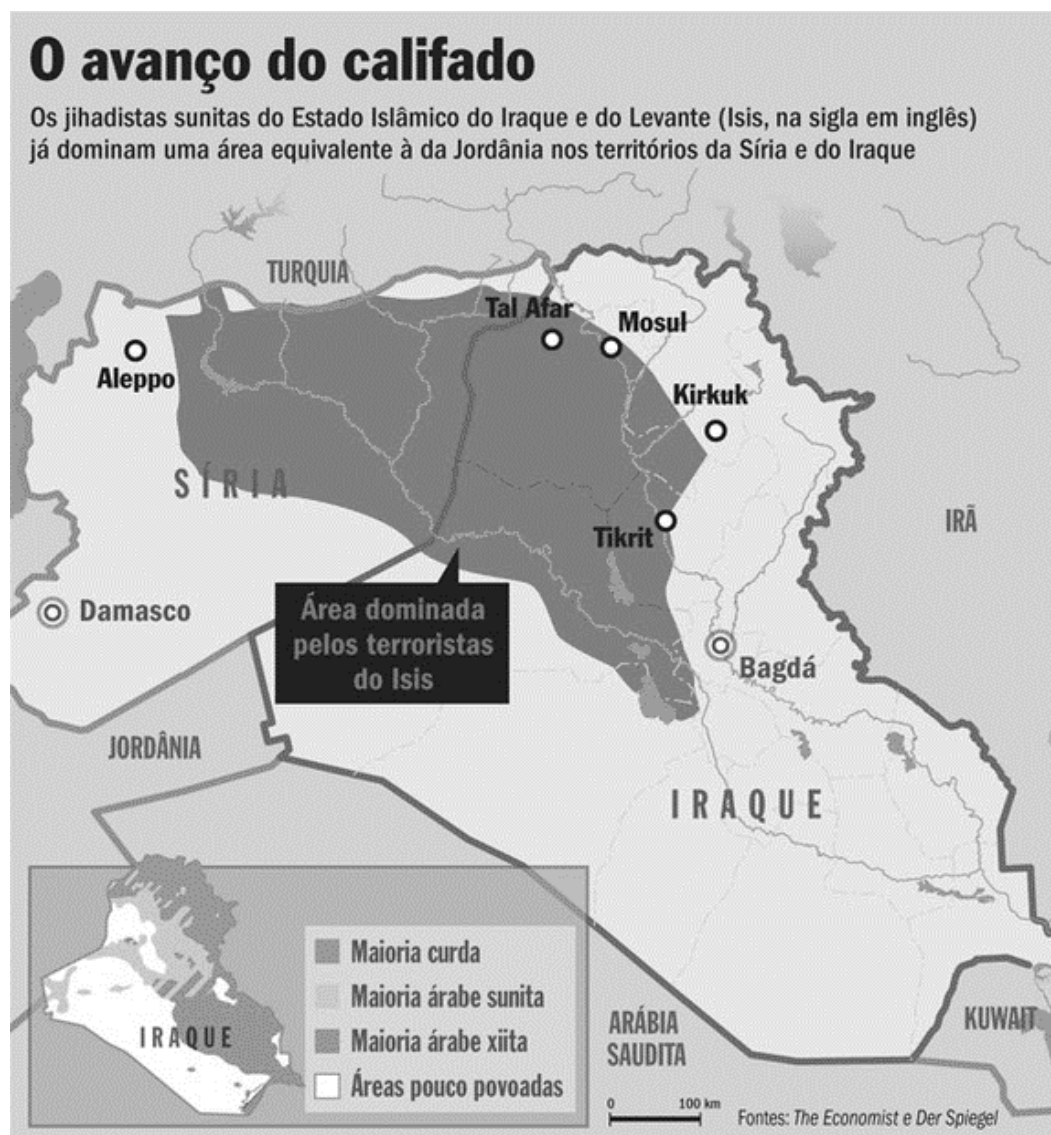 O avanço do califado
Os jihadistas sunitas do Estado Islâmico do Iraque e do Levante (Isis, na sigla em inglês)
já dominam uma área equivalente à da Jordânia nos territórios da Síria e do Iraque
TURQUIA
Tal Afar
Mosul
Aleppo
Kirkuk
SÍRIA
IRÃ
Tikrit
Damasco
Área dominada
pelos terroristas
do Isis
Bagdá
JORDÂNIA
IRAQUE
Maioria curda
Maioria árabe sunita
IRAQUE
Maioria árabe xiita
Áreas pouco povoadas
ARÁBIA
SAUDITA
KUWAIT
0 100 km
Fontes: The Economist e Der Spiegel